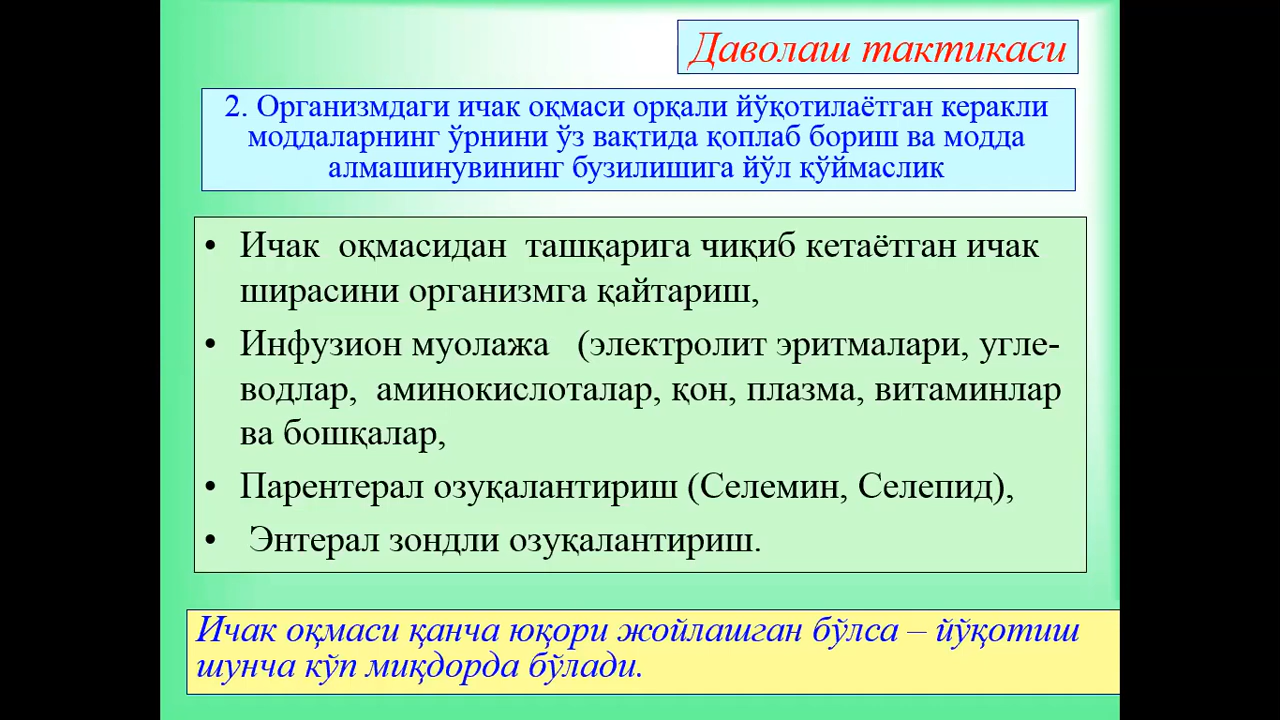 Даволаш тактикаси
2. Организмдаги ичак оқмаси орқали йўқотилаётган керакли
моддаларнинг ўрнини ўз вақтида қоплаб бориш ва модда
алмашинувининг бузилишига йўл қўймаслик
• Ичак оқмасидан ташқарига чиқиб кетаётган ичак
ширасини организмга қайтариш,
• Инфузион муолажа (электролит эритмалари, угле-
водлар, аминокислоталар, қон, плазма, витаминлар
ва бошқалар,
• Парентерал озуқалантириш (Селемин, Селепид),
• Энтерал зондли озуқалантириш.
Ичак оқмаси қанча юқори жойлашган бўлса – йўқотиш
шунча кўп миқдорда бўлади.